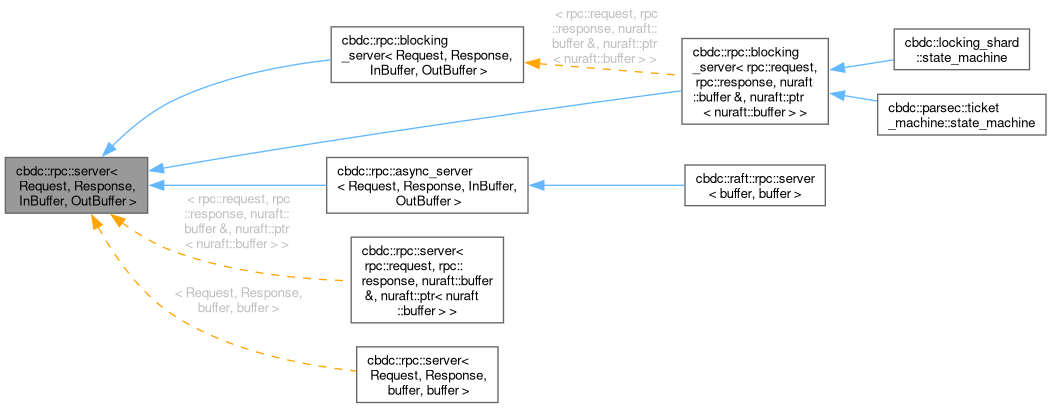 cbdc::rpc::server<
Request, Response,
InBuffer, OutBuffer >
cbdc::rpc::blocking
_server< Request, Response,
InBuffer, OutBuffer >
< rpc::request, rpc
::response, nuraft::
buffer &, nuraft::ptr
< nuraft::buffer > >
cbdc::rpc::blocking
_server< rpc::request,
rpc::response, nuraft
::buffer &, nuraft::ptr
< nuraft::buffer > >
cbdc::locking_shard
::state_machine
cbdc::parsec::ticket
_machine::state_machine
cbdc::rpc::async_server
< Request, Response, InBuffer,
OutBuffer >
cbdc::raft::rpc::server
< buffer, buffer >
< rpc::request, rpc
::response, nuraft::
buffer &, nuraft::ptr
< nuraft::buffer > >
cbdc::rpc::server<
rpc::request, rpc::
response, nuraft::buffer
&, nuraft::ptr< nuraft
::buffer > >
< Request, Response,
buffer, buffer >
cbdc::rpc::server<
Request, Response,
buffer, buffer >